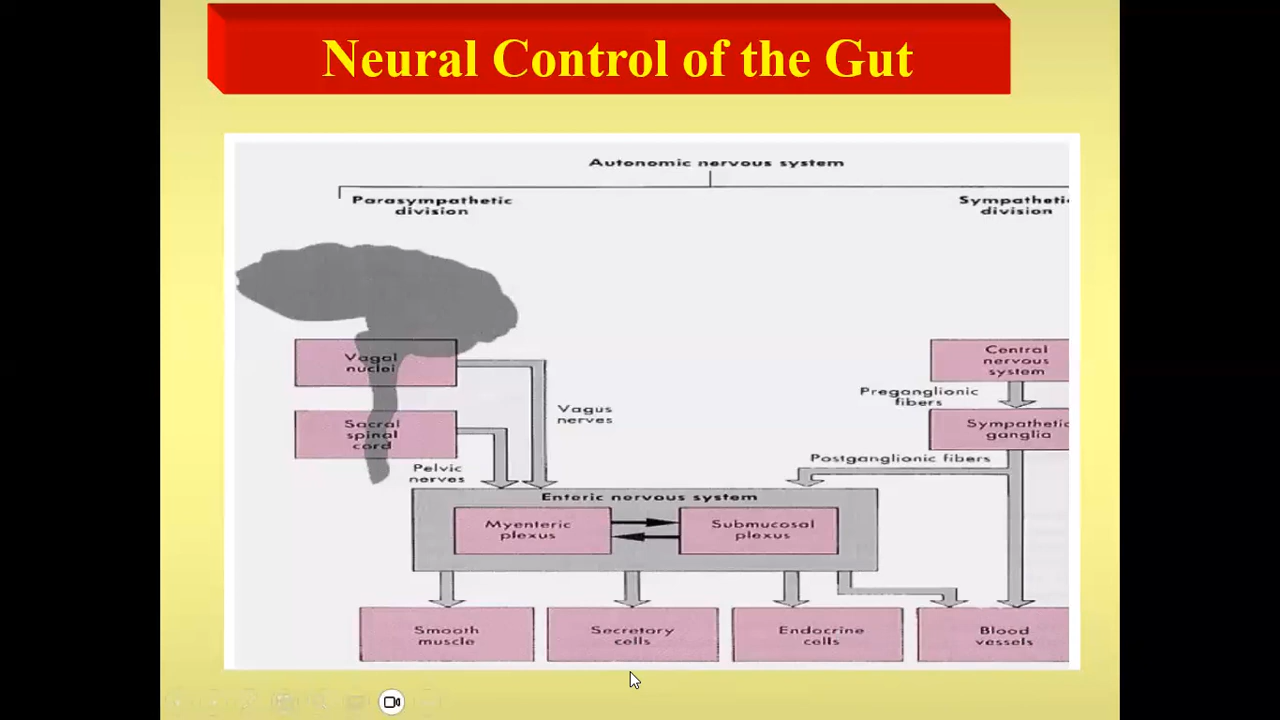 Neural Control of the Gut
Autonomic nervous system
Parasympathetic
division
Sympatheti
division
Vagal
nuclei
Central
nervous
system
Preganglionic
fibers
Vagus
nerves
Sacral
spinal
cord
Sympathetic
ganglia
Postganglionic fibers
Pelvic
nerves
Enteric nervous system
Myenteric
plexus
Submucosal
plexus
Smooth
muscle
Secretory
cells
Endocrine
cells
Blood
vessels